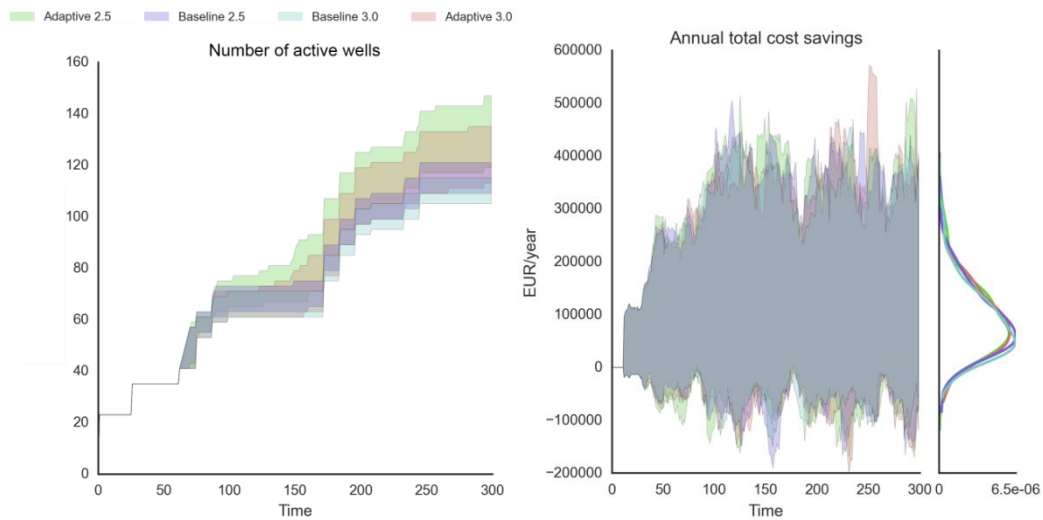 Adaptive 2.5 Baseline 2.5 Baseline 3.0 Adaptive 3.0
Number of active wells
160
140
120
100
80
60
40
20
0
0 50 100 150 200 250 300
Time
Annual total cost savings
EUR/year
600000
500000
400000
300000
200000
100000
0
−100000
−200000
0 50 100 150 200 250 300
Time
0 6.5e-06